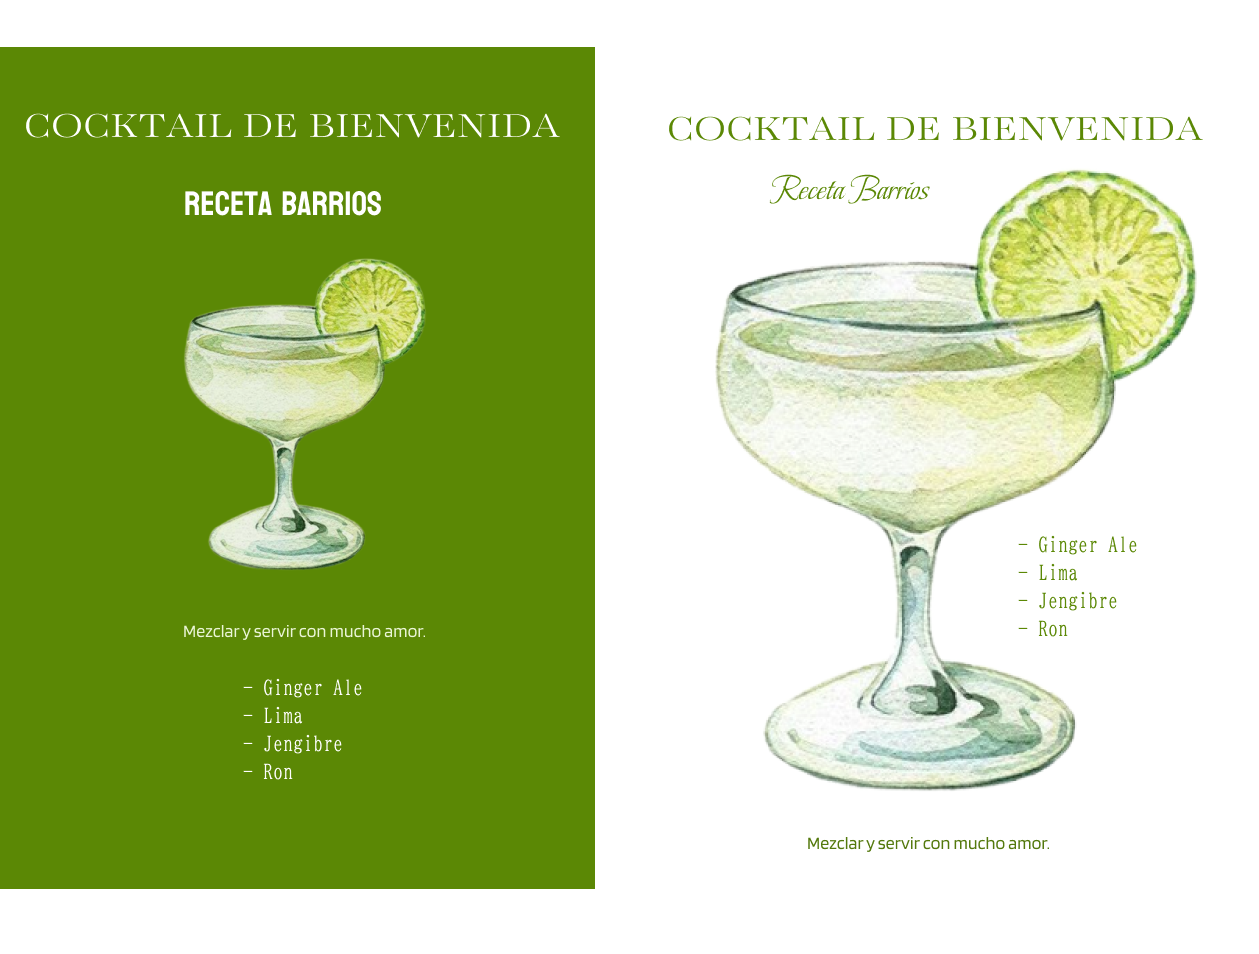 COCKTAIL DE BIENVENIDA
RECETA BARRIOS
Mezclar y servir con mucho amor.
- Ginger Ale
- Lima
- Jengibre
- Ron
COCKTAIL DE BIENVENIDA
Receta Barrios
- Ginger Ale
- Lima
- Jengibre
- Ron
Mezclar y servir con mucho amor.